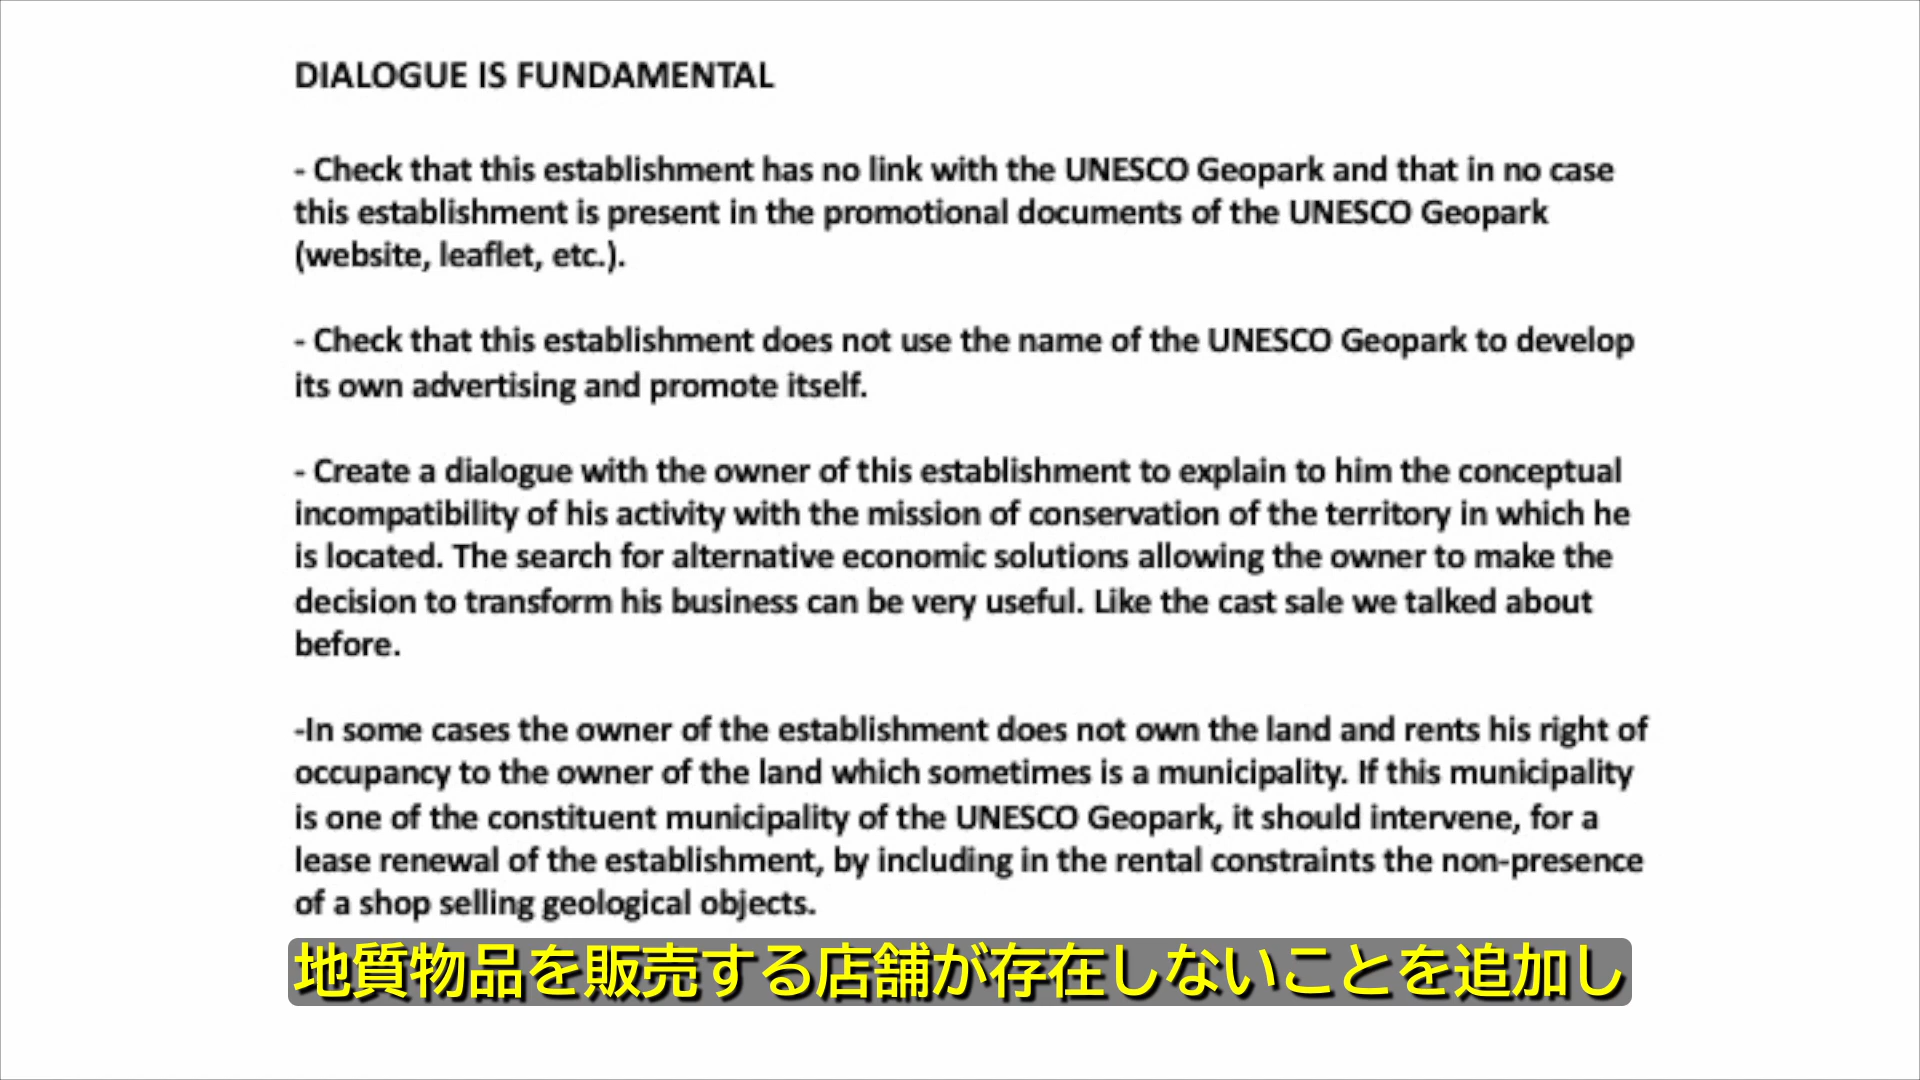 DIALOGUE IS FUNDAMENTAL
- Check that this establishment has no link with the UNESCO Geopark and that in no case
this establishment is present in the promotional documents of the UNESCO Geopark
(website, leaflet, etc.).
- Check that this establishment does not use the name of the UNESCO Geopark to develop
its own advertising and promote itself.
- Create a dialogue with the owner of this establishment to explain to him the conceptual
incompatibility of his activity with the mission of conservation of the territory in which he
is located. The search for alternative economic solutions allowing the owner to make the
decision to transform his business can be very useful. Like the cast sale we talked about
before.
-In some cases the owner of the establishment does not own the land and rents his right of
occupancy to the owner of the land which sometimes is a municipality. If this municipality
is one of the constituent municipality of the UNESCO Geopark, it should intervene, for a
lease renewal of the establishment, by including in the rental constraints the non-presence
of a shop selling geological objects.
地質物品を販売する店舗が存在しないことを追加し